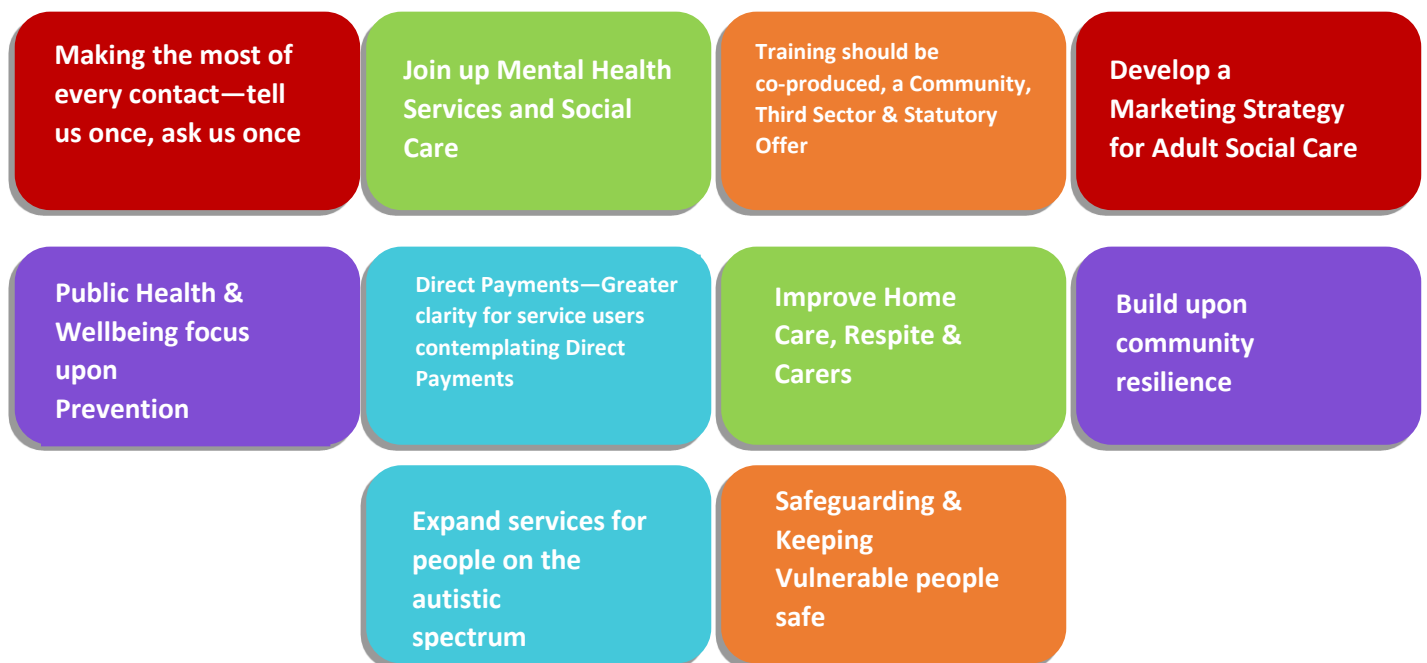 Making the most of
every contact—tell
us once, ask us once
Join up Mental Health
Services and Social
Care
Training should be
co-produced, a Community,
Third Sector & Statutory
Offer
Develop a
Marketing Strategy
for Adult Social Care
Public Health &
Wellbeing focus
upon
Prevention
Direct Payments—Greater
clarity for service users
contemplating Direct
Payments
Improve Home
Care, Respite &
Carers
Build upon
community
resilience
Expand services for
people on the
autistic
spectrum
Safeguarding &
Keeping
Vulnerable people
safe